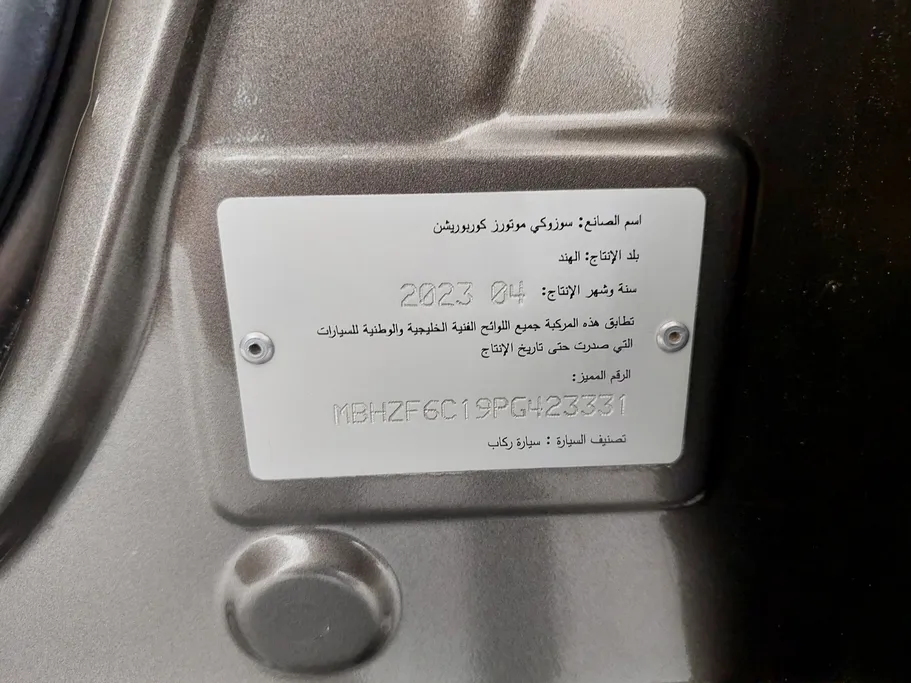 اسم الصانع: سوزوكي موتورز كوربوريشن
بلد الإنتاج: الهند
سنة وشهر الإنتاج: 2023 04
تطابق هذه المركبة جميع اللوائح الفنية الخليجية والوطنية للسيارات
التي صدرت حتى تاريخ الإنتاج
الرقم المميز:
MBHZF6C19PG423331
تصنيف السيارة : سيارة ركاب